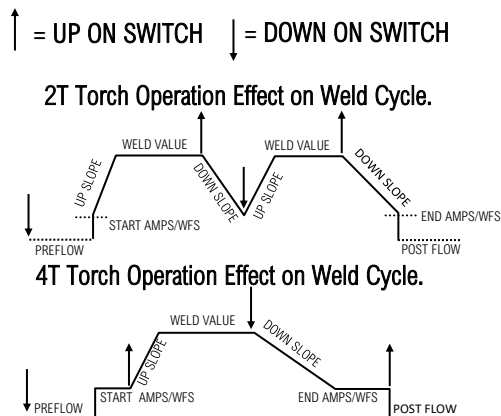 = UP ON SWITCH = DOWN ON SWITCH
2T Torch Operation Effect on Weld Cycle.
WELD VALUE WELD VALUE
UP SLOPE DOWN SLOPE UP SLOPE DOWN SLOPE
START AMPS/WFS END AMPS/WFS
PREFLOW POST FLOW
4T Torch Operation Effect on Weld Cycle.
WELD VALUE DOWN SLOPE
UP SLOPE
START AMPS/WFS END AMPS/WFS
PREFLOW POST FLOW